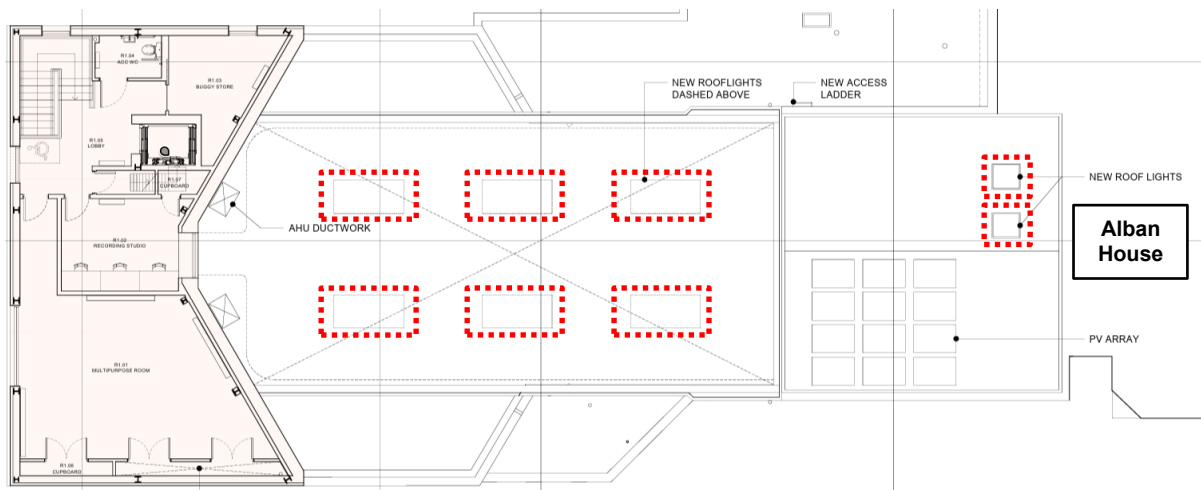 R1.04
ACC WC
R1.03
BUGGY STORE
NEW ROOFLIGHTS
DASHED ABOVE
NEW ACCESS
LADDER
R1.05
LOBBY
R1.07
CUPBOARD
NEW ROOF LIGHTS
AHU DUCTWORK
Alban
House
R1.02
RECORDING STUDIO
PV ARRAY
R1.01
MULTIPURPOSE ROOM
R1.06
CUPBOARD